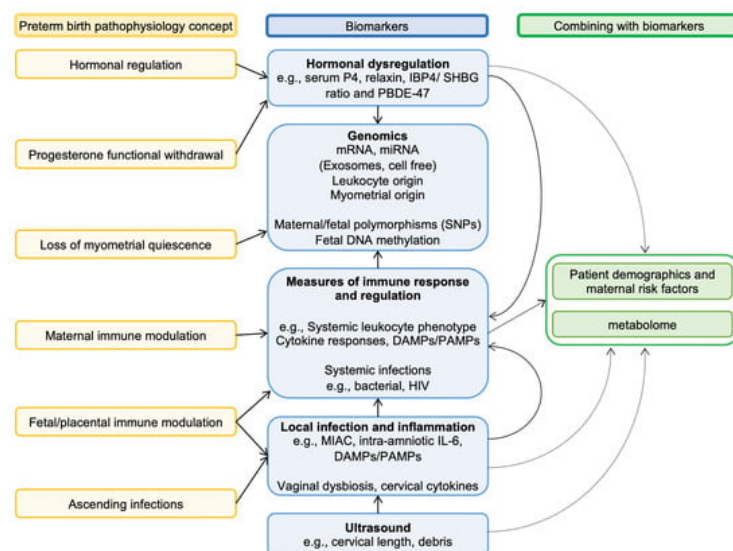 Preterm birth pathophysiology concept
Biomarkers
Combining with biomarkers
Hormonal regulation
Progesterone functional withdrawal
Loss of myometrial quiescence
Maternal immune modulation
Fetal/placental immune modulation
Ascending infections
Hormonal dysregulation
e.g., serum P4, relaxin, IBP4/ SHBG
ratio and PBDE-47
Genomics
mRNA, miRNA
(Exosomes, cell free)
Leukocyte origin
Myometrial origin
Maternal/fetal polymorphisms (SNPs)
Fetal DNA methylation
Measures of immune response
and regulation
e.g., Systemic leukocyte phenotype
Cytokine responses, DAMPs/PAMPs
Systemic infections
e.g., bacterial, HIV
Local infection and inflammation
e.g., MIAC, intra-amniotic IL-6,
DAMPs/PAMPs
Vaginal dysbiosis, cervical cytokines
Ultrasound
e.g., cervical length, debris
Patient demographics and
maternal risk factors
metabolome